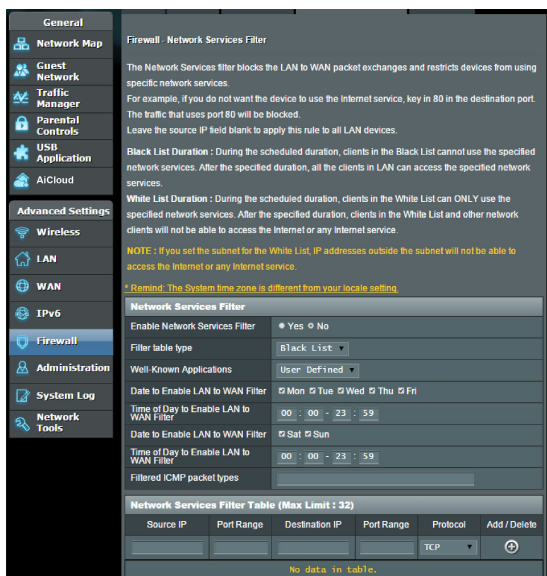 General
Network Map
Guest
Network
Traffic
Manager
Parental
Controls
USB
Application
AiCloud
Advanced Settings
Wireless
LAN
WAN
IPv6
Firewall
Administration
System Log
Network
Tools
Firewall - Network Services Filter
The Network Services filter blocks the LAN to WAN packet exchanges and restricts devices from using
specific network services.
For example, if you do not want the device to use the Internet service, key in 80 in the destination port.
The traffic that uses port 80 will be blocked.
Leave the source IP field blank to apply this rule to all LAN devices.
Black List Duration : During the scheduled duration, clients in the Black List cannot use the specified
network services. After the specified duration, all the clients in LAN can access the specified network
services.
White List Duration : During the scheduled duration, clients in the White List can ONLY use the
specified network services. After the specified duration, clients in the White List and other network
clients will not be able to access the Internet or any Internet service.
NOTE : If you set the subnet for the White List, IP addresses outside the subnet will not be able to
access the Internet or any Internet service.
* Remind: The System time zone is different from your locale setting.
Network Services Filter
Enable Network Services Filter Yes No
Filter table type Black List
Well-Known Applications User Defined
Date to Enable LAN to WAN Filter Mon Tue Wed Thu Fri
Time of Day to Enable LAN to
WAN Filter 00 : 00 - 23 : 59
Date to Enable LAN to WAN Filter Sat Sun
Time of Day to Enable LAN to
WAN Filter 00 : 00 - 23 : 59
Filtered ICMP packet types
Network Services Filter Table (Max Limit : 32)
Source IP Port Range Destination IP Port Range Protocol Add / Delete
TCP
No data in table.